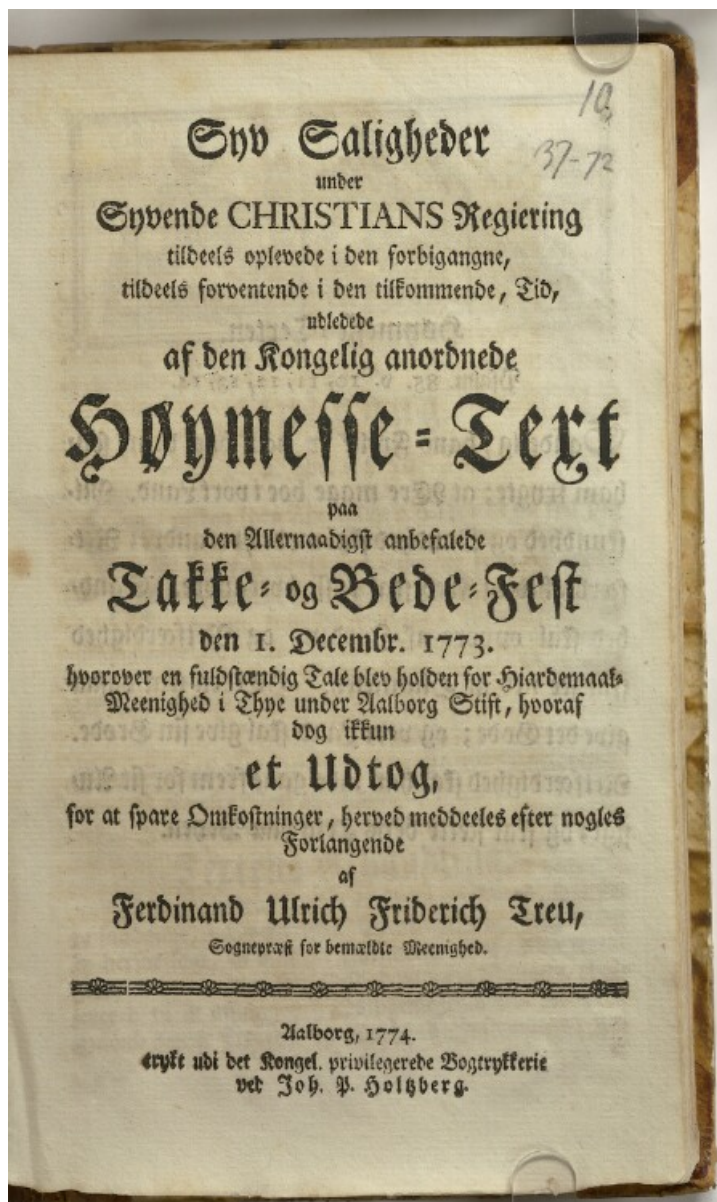 10
37-72
Syv Saligheder
under
Syvende CHRISTIANS Regiering
tildeels oplevede i den forbigangne,
tildeels forventende i den tilkommende, Tid,
udledede
af den Kongelig anordnede
Høymesse-Text
paa
den Allernaadigst anbefalede
Takke- og Bede-Fest
den 1. Decembr. 1773.
hvorover en fuldstændig Tale blev holden for Hiardemaal-
Meenighed i Thye under Aalborg Stift, hvoraf
dog ikkun
et Udtog,
for at spare Omkostninger, herved meddeeles efter nogles
Forlangende
af
Ferdinand Ulrich Friderich Treu,
Sognepræst for bemældte Meenighed.
Aalborg, 1774.
trykt udi det Kongel. privilegerede Bogtrykkerie
ved Joh. P. Holtzberg.